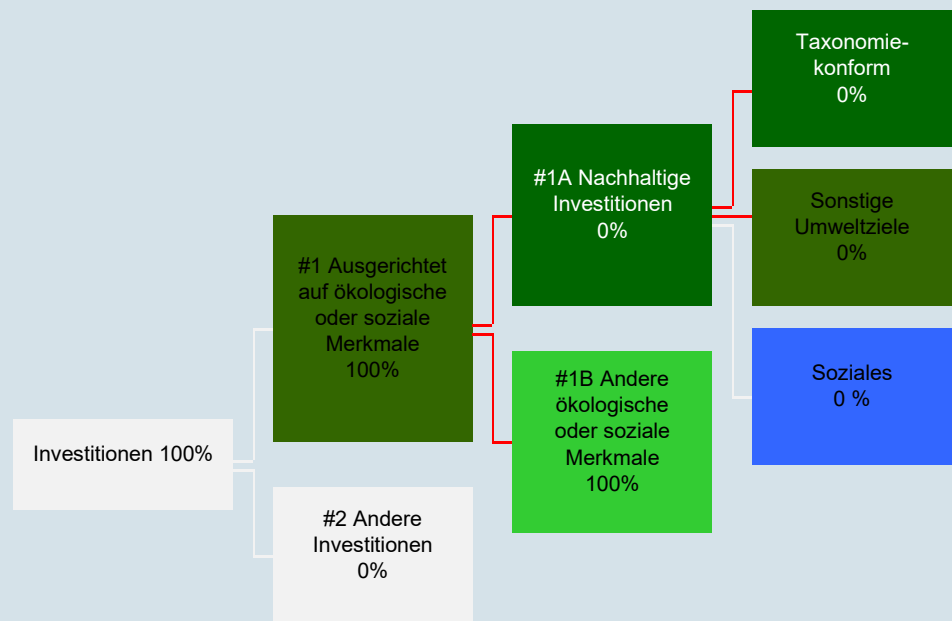 Investitionen 100%
#1 Ausgerichtet
auf ökologische
oder soziale
Merkmale
100%
#2 Andere
Investitionen
0%
#1A Nachhaltige
Investitionen
0%
#1B Andere
ökologische
oder soziale
Merkmale
100%
Taxonomie-
konform
0%
Sonstige
Umweltziele
0%
Soziales
0 %